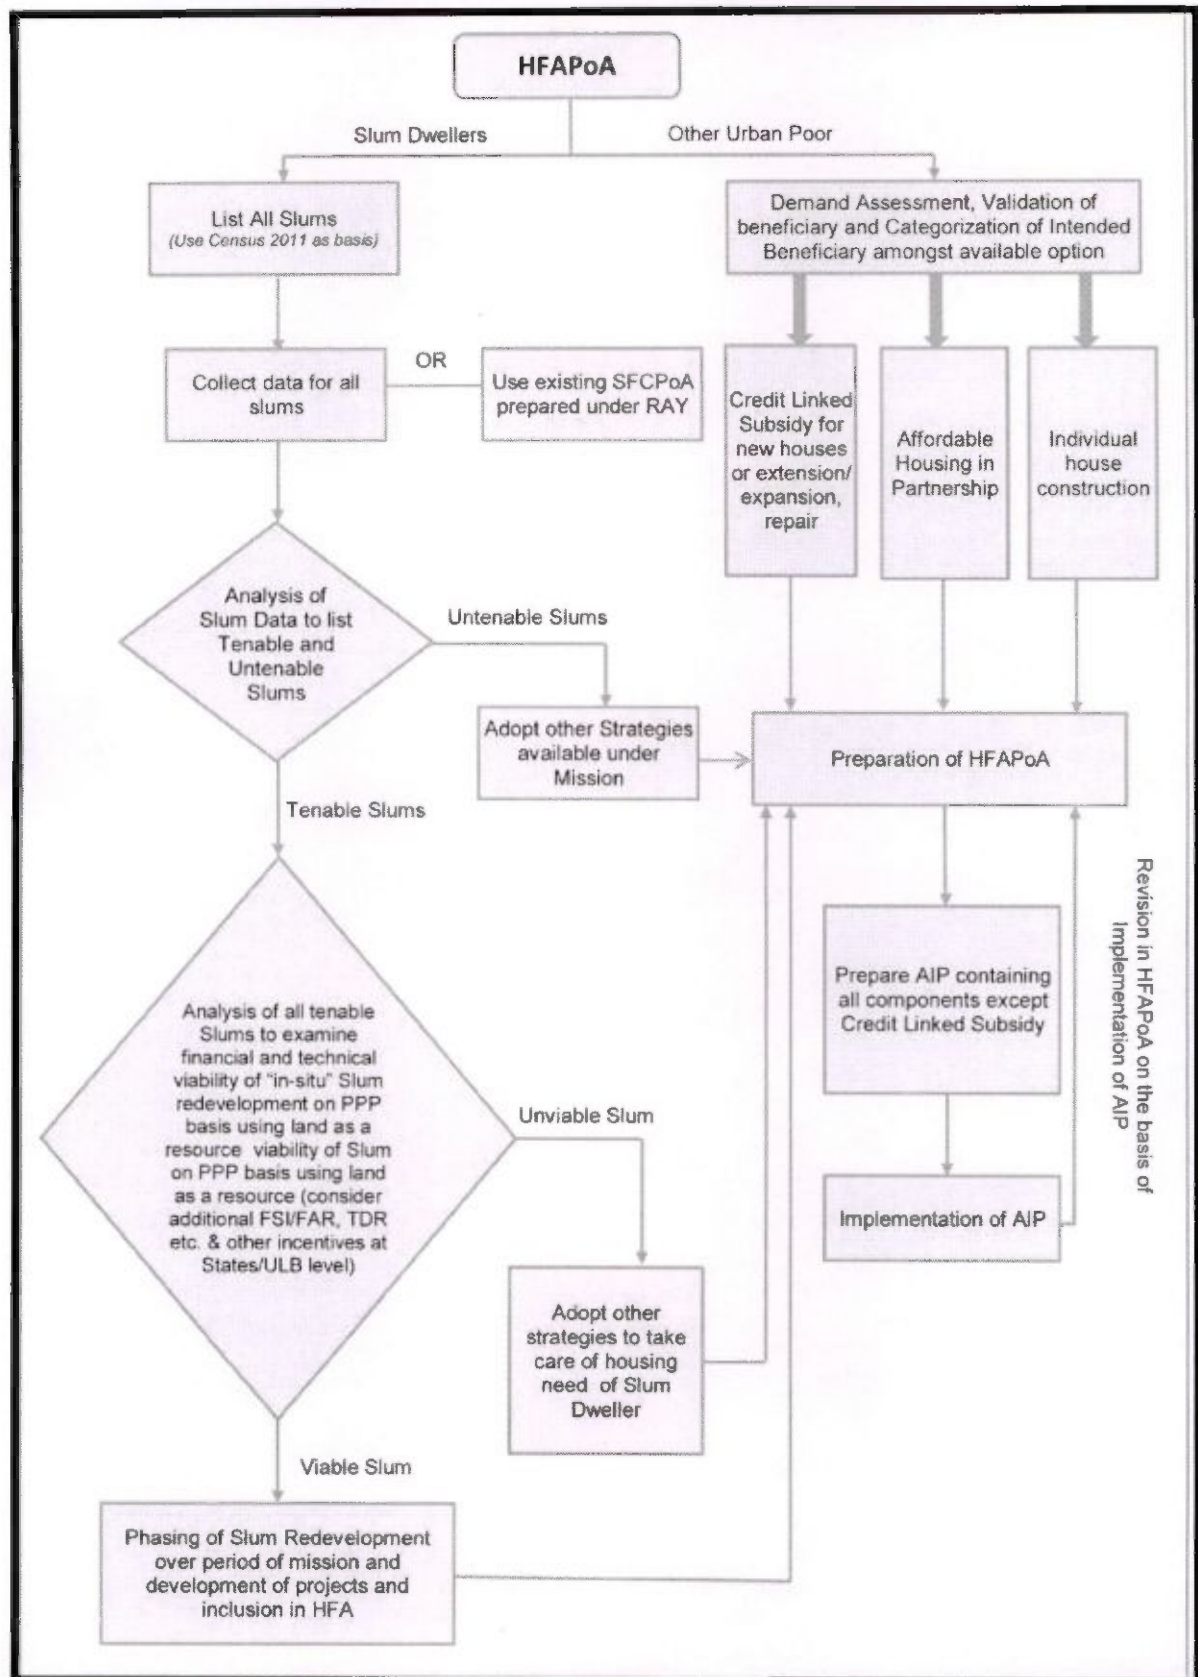 HFAPoA
Slum Dwellers
Other Urban Poor
List All Slums
(Use Census 2011 as basis)
Demand Assessment, Validation of
beneficiary and Categorization of Intended
Beneficiary amongst available option
Collect data for all
slums
OR
Use existing SFCPoA
prepared under RAY
Credit Linked
Subsidy for
new houses
or extension/
expansion,
repair
Affordable
Housing in
Partnership
Individual
house
construction
Analysis of
Slum Data to list
Tenable and
Untenable
Slums
Untenable Slums
Adopt other Strategies
available under
Mission
Preparation of HFAPoA
Tenable Slums
Analysis of all tenable
Slums to examine
financial and technical
viability of "in-situ" Slum
redevelopment on PPP
basis using land as a
resource viability of Slum
on PPP basis using land
as a resource (consider
additional FSI/FAR, TDR
etc. & other incentives at
States/ULB level)
Unviable Slum
Prepare AIP containing
all components except
Credit Linked Subsidy
Revision in HFAPoA on the basis of
Implementation of AIP
Implementation of AIP
Adopt other
strategies to take
care of housing
need of Slum
Dweller
Viable Slum
Phasing of Slum Redevelopment
over period of mission and
development of projects and
inclusion in HFA